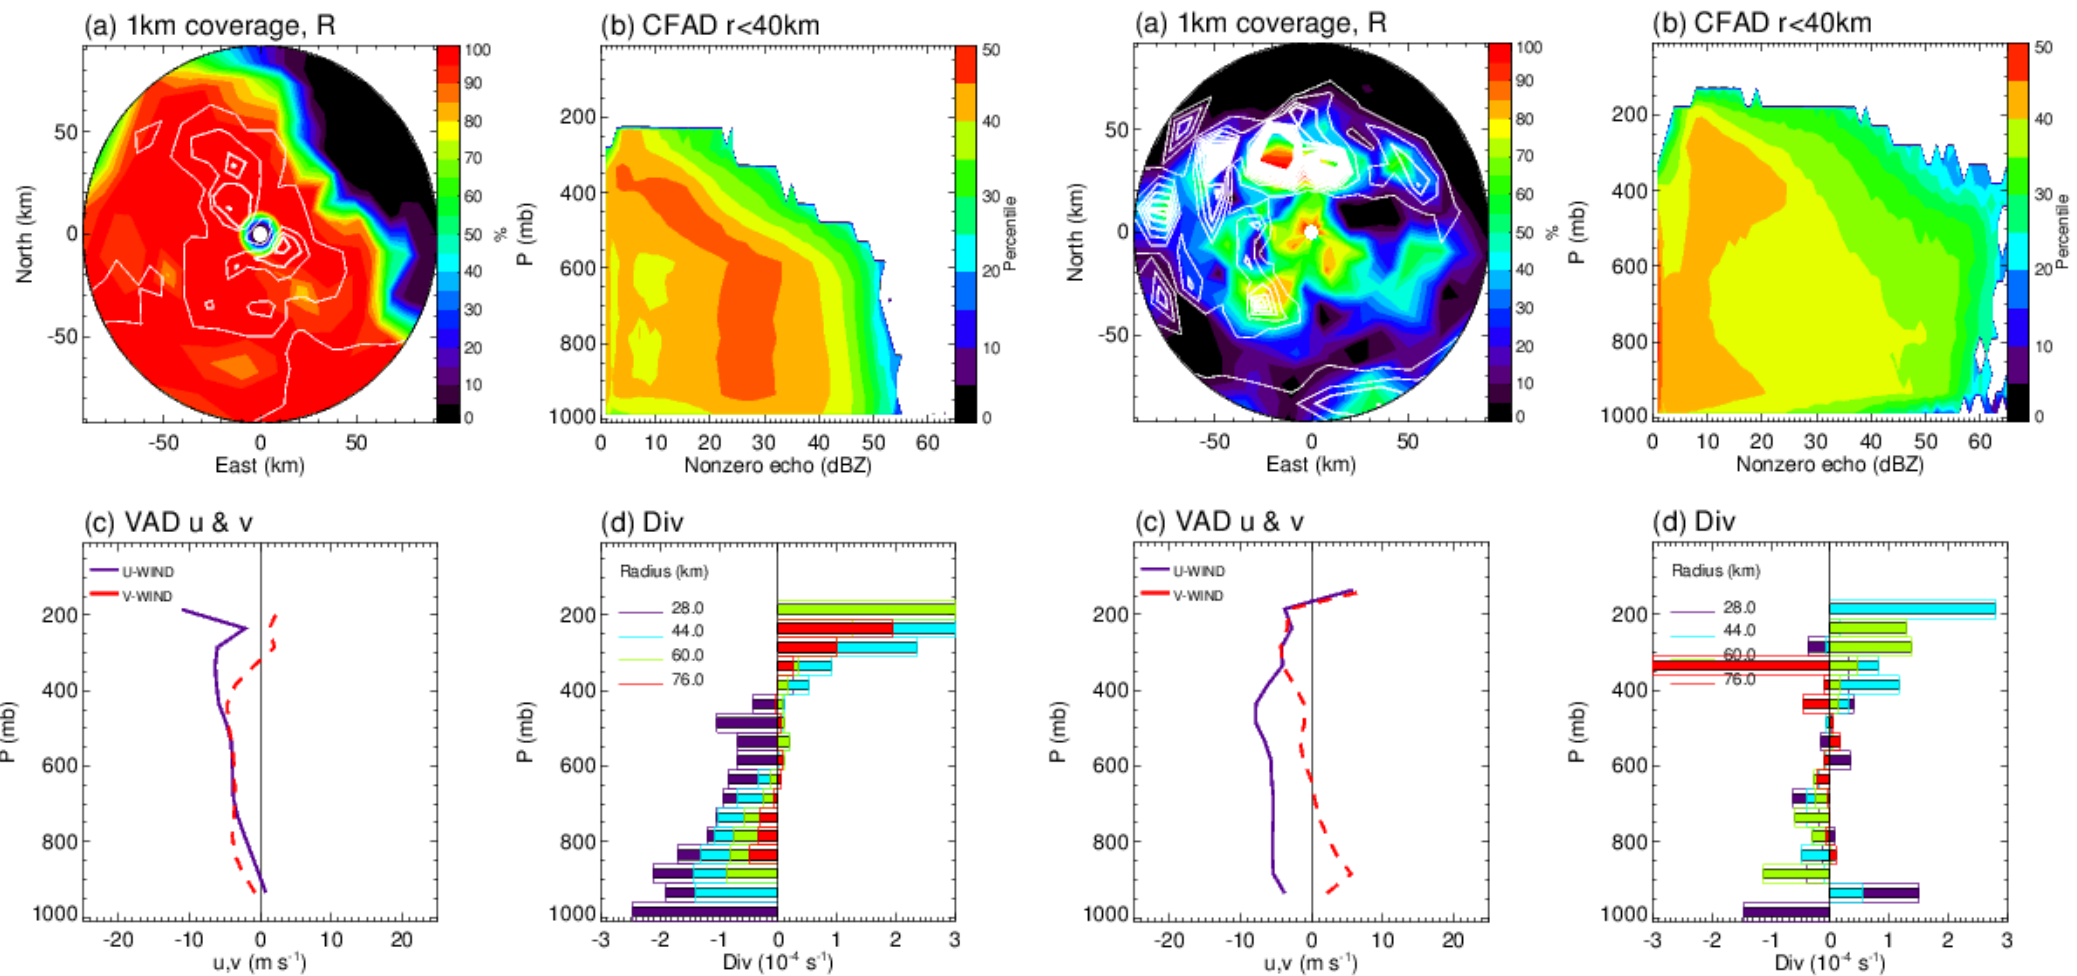 (a) 1km coverage, R
100
90
80
70
60
50
40
30
20
10
0
%
50
0
-50
North (km)
-50 0 50
East (km)
(b) CFAD r<40km
50
40
30
20
10
0
Percentile
200
400
600
800
1000
P (mb)
0 10 20 30 40 50 60
Nonzero echo (dBZ)
(a) 1km coverage, R
100
90
80
70
60
50
40
30
20
10
0
%
50
0
-50
North (km)
-50 0 50
East (km)
(b) CFAD r<40km
50
40
30
20
10
0
Percentile
200
400
600
800
1000
P (mb)
0 10 20 30 40 50 60
Nonzero echo (dBZ)
(c) VAD u & v
U-WIND
V-WIND
200
400
600
800
1000
P (mb)
-20 -10 0 10 20
u,v (m s⁻¹)
(d) Div
Radius (km)
28.0
44.0
60.0
76.0
200
400
600
800
1000
P (mb)
-3 -2 -1 0 1 2 3
Div (10⁻⁴ s⁻¹)
(c) VAD u & v
U-WIND
V-WIND
200
400
600
800
1000
P (mb)
-20 -10 0 10 20
u,v (m s⁻¹)
(d) Div
Radius (km)
28.0
44.0
60.0
76.0
200
400
600
800
1000
P (mb)
-3 -2 -1 0 1 2 3
Div (10⁻⁴ s⁻¹)